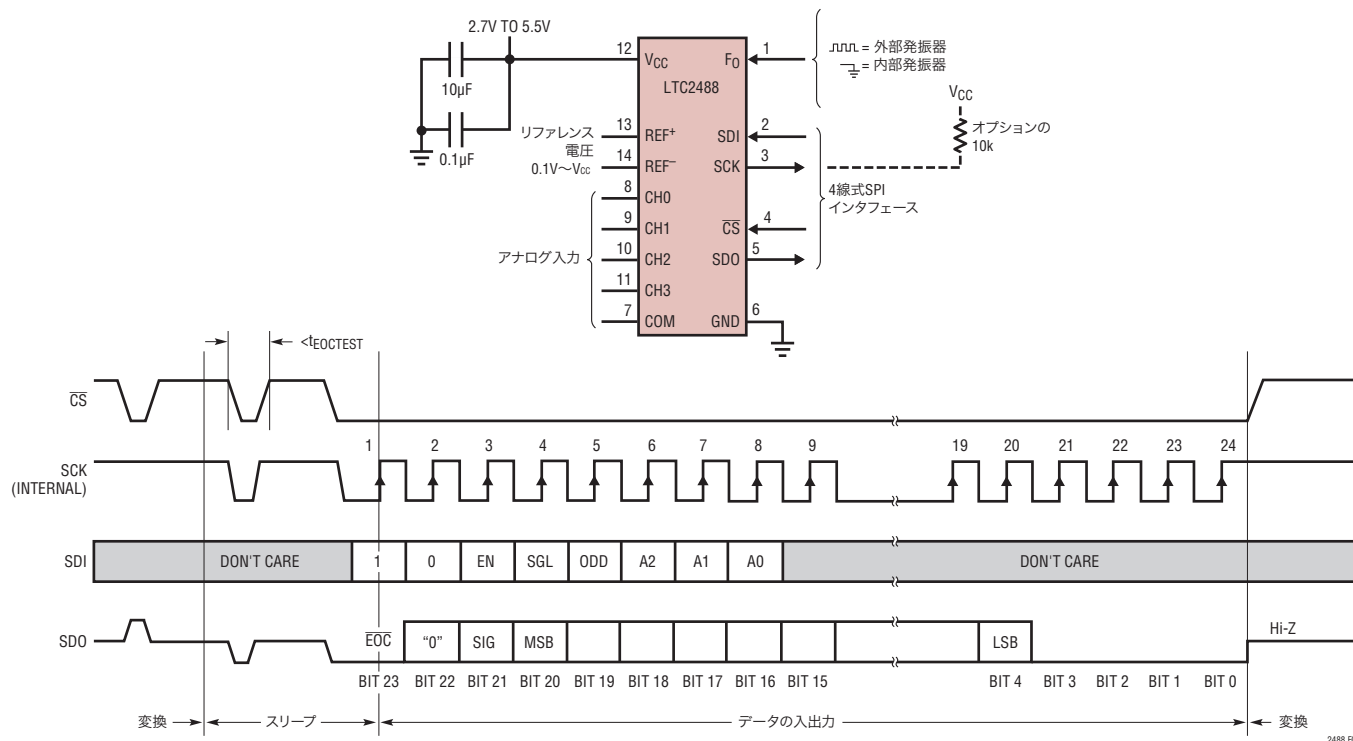 2.7V TO 5.5V
10µF
0.1µF
12
VCC
LTC2488
FO
1
= 外部発振器
= 内部発振器
VCC
オプションの
10k
リファレンス
電圧
0.1V～VCC
13
REF+
14
REF–
SDI
2
SCK
3
4線式SPI
インタフェース
アナログ入力
8
CH0
9
CH1
10
CH2
11
CH3
7
COM
CS
4
SDO
5
GND
6
<tEOCTEST
CS
1 2 3 4 5 6 7 8 9 19 20 21 22 23 24
SCK
(INTERNAL)
SDI DON'T CARE 1 0 EN SGL ODD A2 A1 A0 DON'T CARE
SDO EOC "0" SIG MSB LSB Hi-Z
BIT 23 BIT 22 BIT 21 BIT 20 BIT 19 BIT 18 BIT 17 BIT 16 BIT 15 BIT 4 BIT 3 BIT 2 BIT 1 BIT 0
変換 スリープ データの入出力 変換